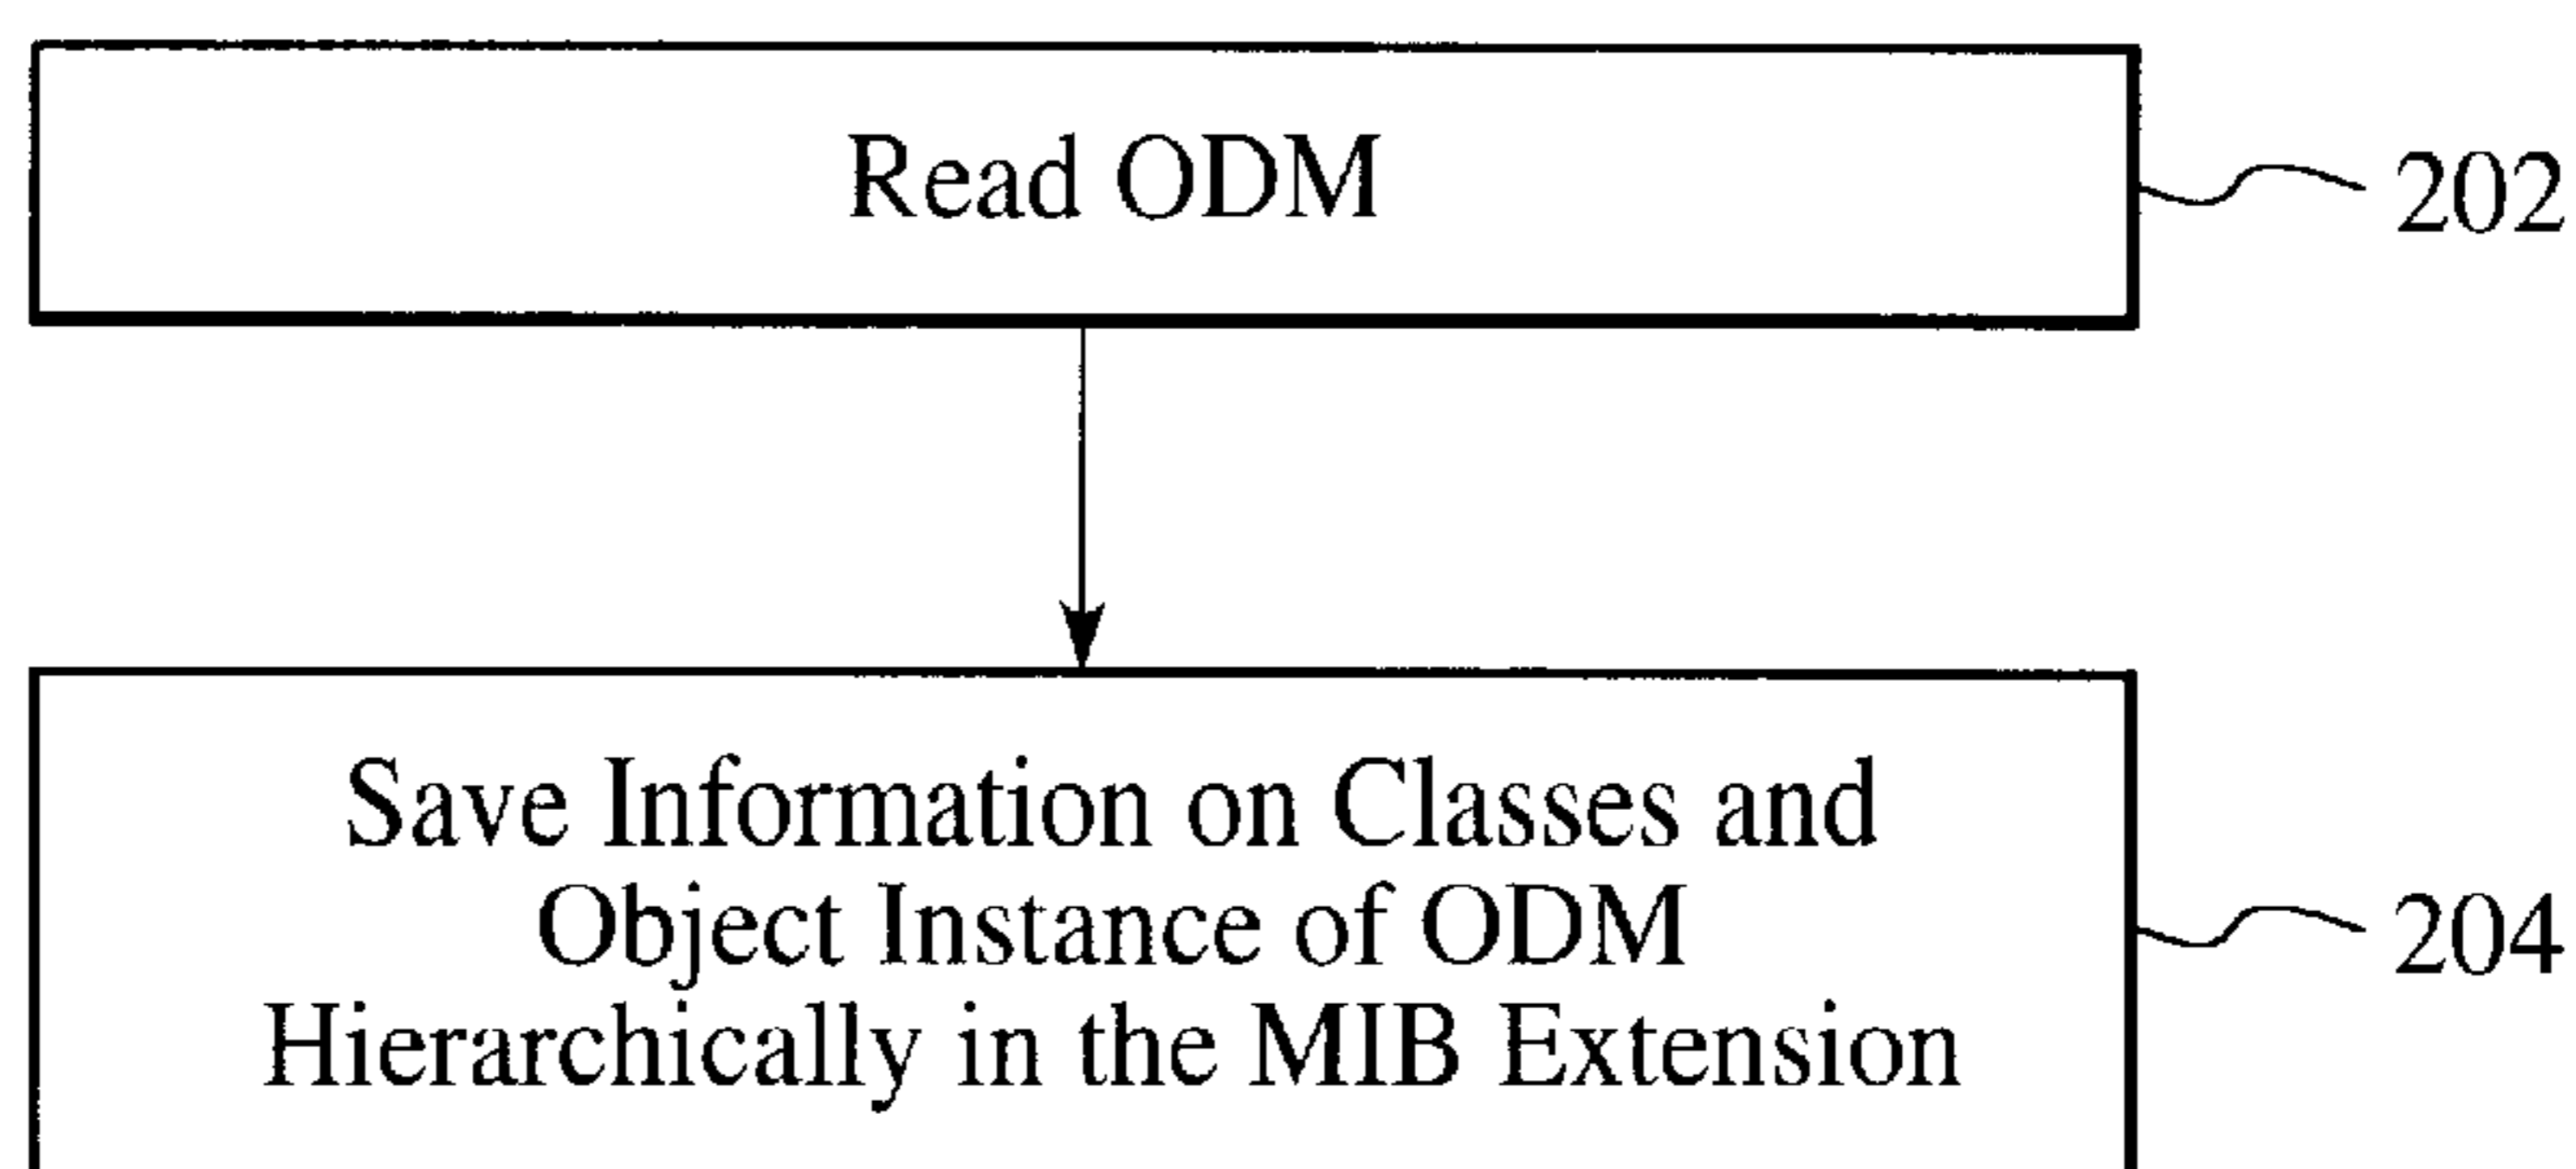 Read ODM
202
Save Information on Classes and
Object Instance of ODM
204
Hierarchically in the MIB Extension